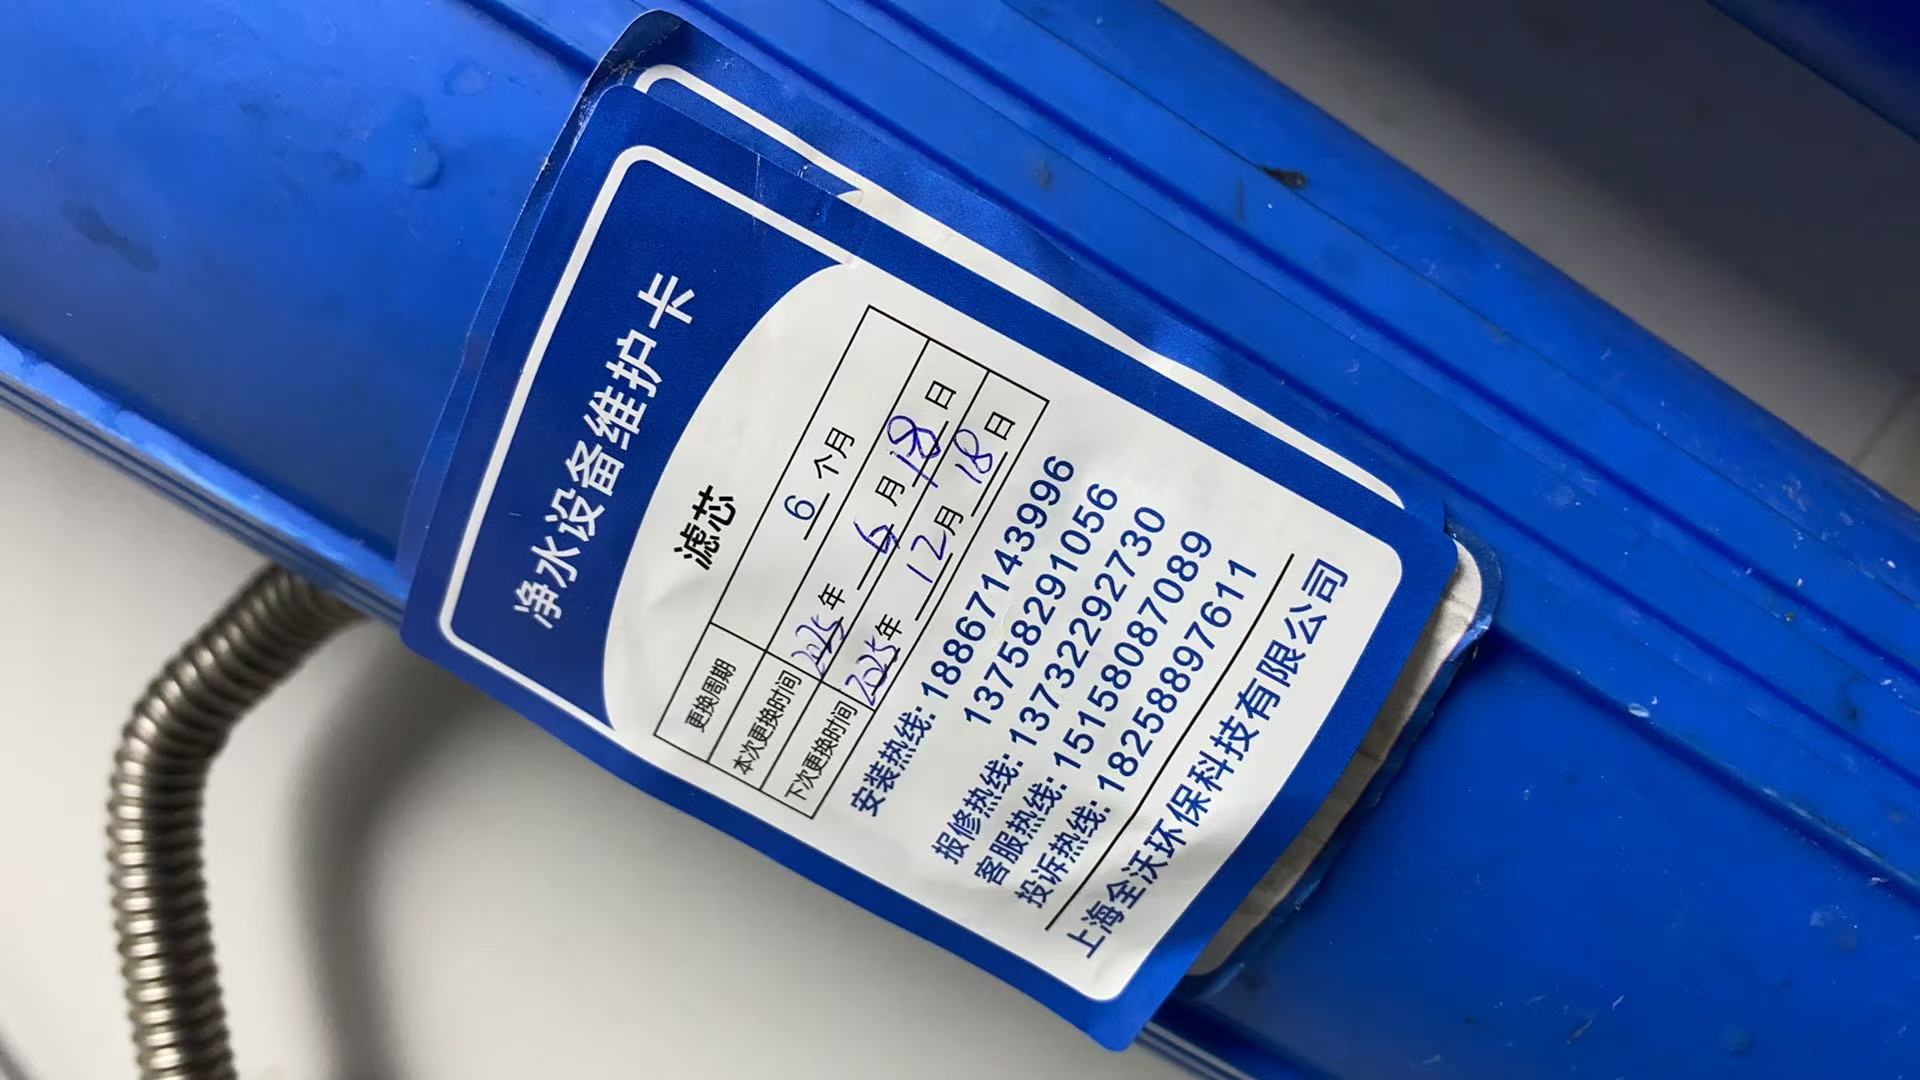 净水设备维护卡
滤芯
更换周期 6 个月
本次更换时间 2025年 6 月 18 日
下次更换时间 2025年 12 月 18 日
安装热线: 18867143996
13758291056
报修热线: 13732292730
客服热线: 15158087089
投诉热线: 18258897611
上海全沃环保科技有限公司